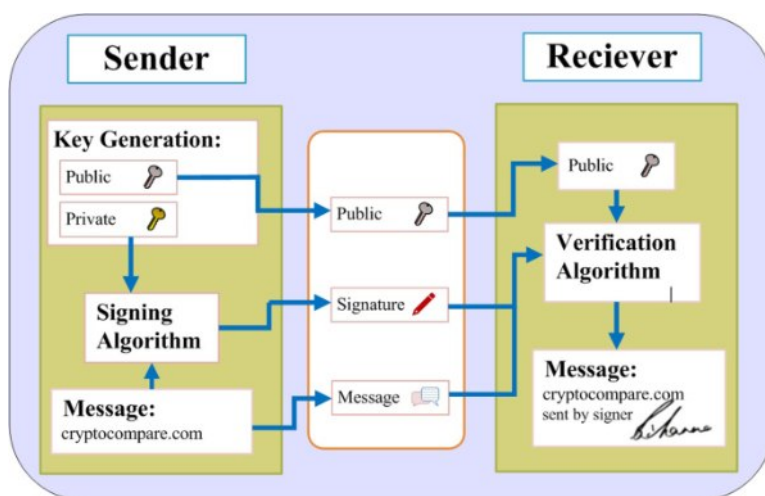 Sender
Reciever
Key Generation:
Public
Private
Signing
Algorithm
Message:
cryptocompare.com
Public
Signature
Message
Public
Verification
Algorithm
Message:
cryptocompare.com
sent by signer
Rihanna